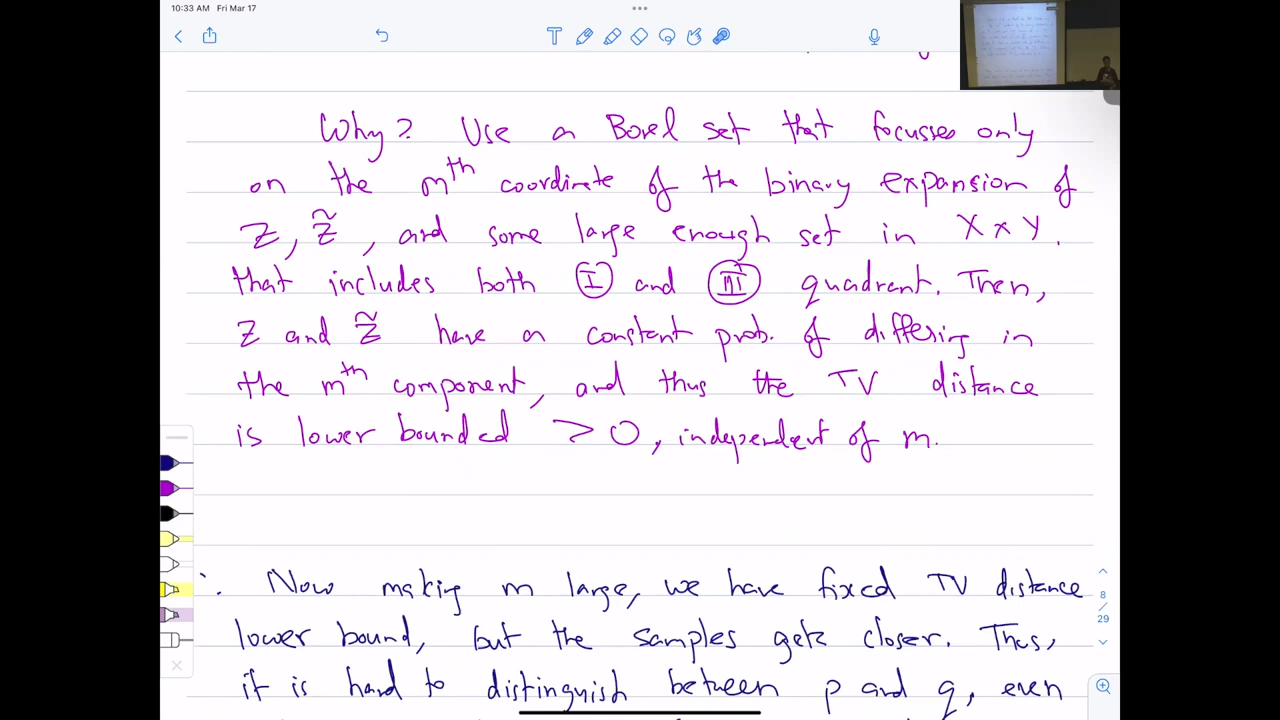 10:33 AM Fri Mar 17
Why? Use a Borel set that focusses only
on the mth coordinate of the binary expansion of
Z, Z̃, and some large enough set in X x Y.
that includes both I and III quadrant. Then,
Z and Z̃ have a constant prob. of differing in
the mth component, and thus the TV distance
is lower bounded > 0, independent of m.
∴ Now making m large, we have fixed TV distance
lower bound, but the samples gets closer. Thus,
it is hard to distinguish between p and q, even
8
/
29